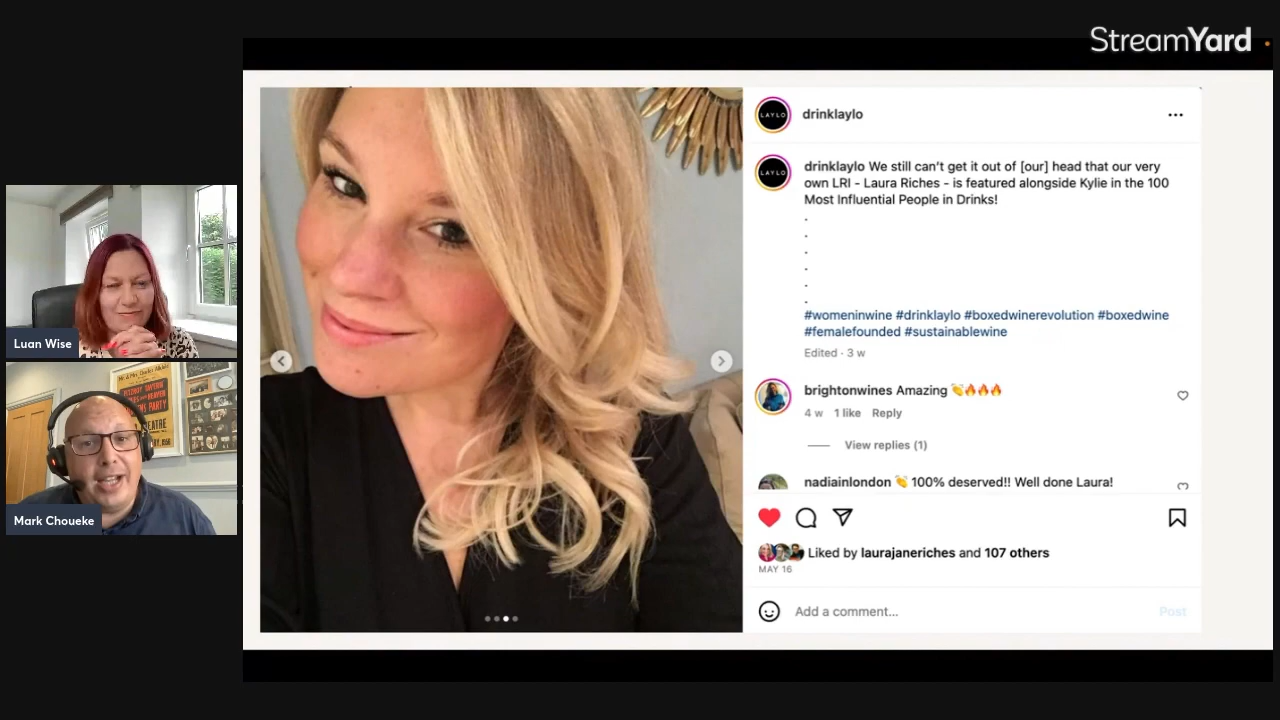 StreamYard
LAYLO
drinklaylo
LAYLO
drinklaylo We still can't get it out of [our] head that our very
own LRI - Laura Riches - is featured alongside Kylie in the 100
Most Influential People in Drinks!
.
.
.
.
.
.
#womeninwine #drinklaylo #boxedwinerevolution #boxedwine
#femalefounded #sustainablewine
Edited · 3 w
brightonwines Amazing 👏🔥🔥🔥
4 w 1 like Reply
View replies (1)
nadiainlondon 👏 100% deserved!! Well done Laura!
Liked by laurajaneriches and 107 others
MAY 16
Add a comment...
Post
Luan Wise
Mark Choueke